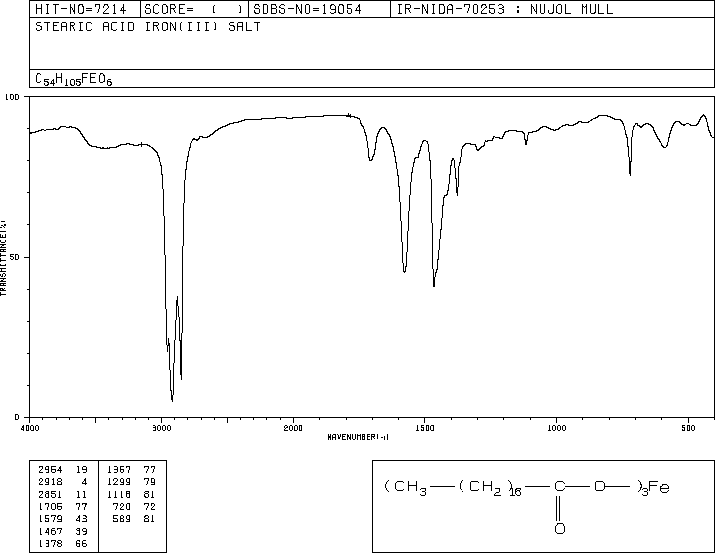 HIT-NO=7214 SCORE= ( ) SDBS-NO=19054 IR-NIDA-70253 : NUJOL MULL
STEARIC ACID IRON(III) SALT
C54H105FEO6
100
50
0
TRANSMITTANCE(%)
4000 3000 2000 1500 1000 500
WAVENUMBER(-1)
2954 19 1367 77
2918 4 1299 79
2851 11 1118 81
1706 77 720 72
1579 43 589 81
1467 39
1378 66
(CH3—(CH2)16—C—O—)3Fe
O